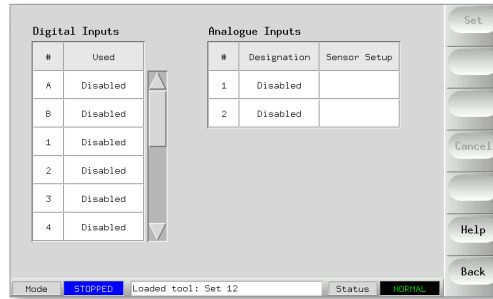 Digital Inputs
# Used
A Disabled
B Disabled
1 Disabled
2 Disabled
3 Disabled
4 Disabled
Analogue Inputs
# Designation Sensor Setup
1 Disabled
2 Disabled
Set
Cancel
Help
Back
Mode STOPPED Loaded tool: Set 12 Status NORMAL